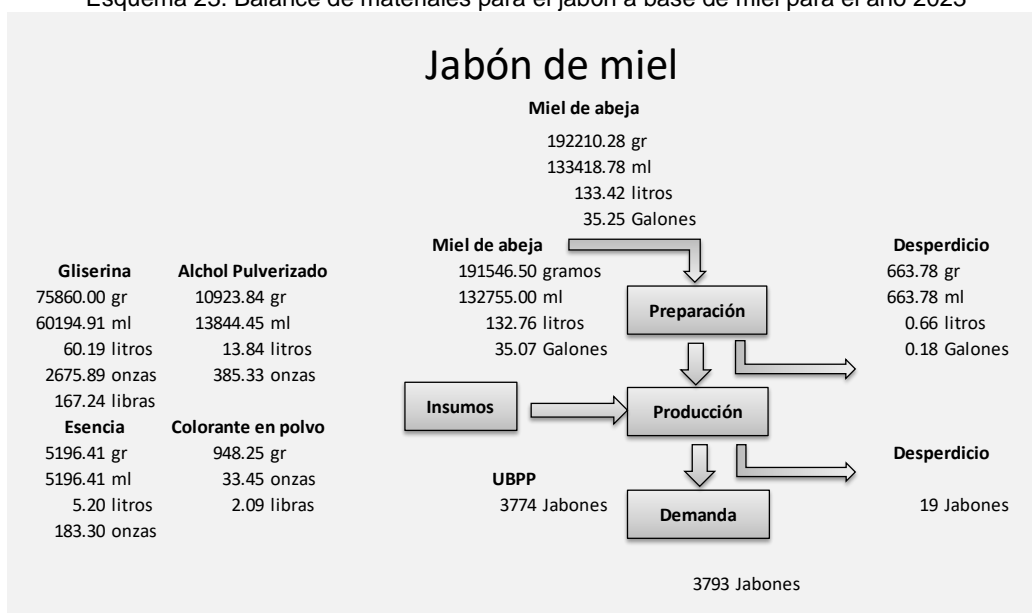 Esquema 23. Balance de materiales para el jabón a base de miel para el año 2023
Jabón de miel
Miel de abeja
192210.28 gr
133418.78 ml
133.42 litros
35.25 Galones
Miel de abeja
191546.50 gramos
132755.00 ml
132.76 litros
35.07 Galones
Desperdicio
663.78 gr
663.78 ml
0.66 litros
0.18 Galones
Gliserina
75860.00 gr
60194.91 ml
60.19 litros
2675.89 onzas
167.24 libras
Alchol Pulverizado
10923.84 gr
13844.45 ml
13.84 litros
385.33 onzas
Preparación
Esencia
5196.41 gr
5196.41 ml
5.20 litros
183.30 onzas
Colorante en polvo
948.25 gr
33.45 onzas
2.09 libras
Insumos
Producción
UBPP
3774 Jabones
Desperdicio
19 Jabones
Demanda
3793 Jabones